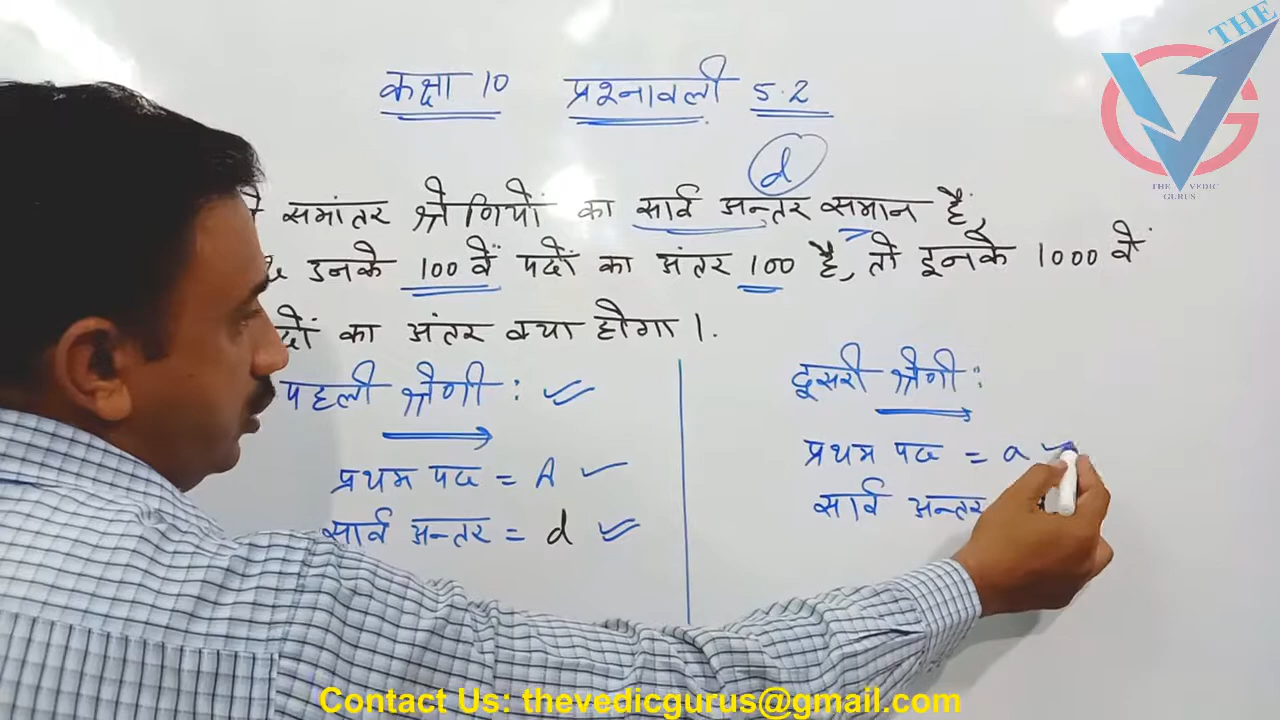 THE
THE VEDIC
GURUS
कक्षा 10 प्रश्नावली 5.2
d
समांतर श्रेणियों का सार्व अन्तर समान है,
उनके 100 वें पदों का अंतर 100 है, तो इनके 1000 वें
का अंतर क्या होगा।.
पहली श्रेणी :
दूसरी श्रेणी :
प्रथम पद = A
प्रथम पद = a
सार्व अन्तर = d
सार्व अन्तर
Contact Us: thevedicgurus@gmail.com